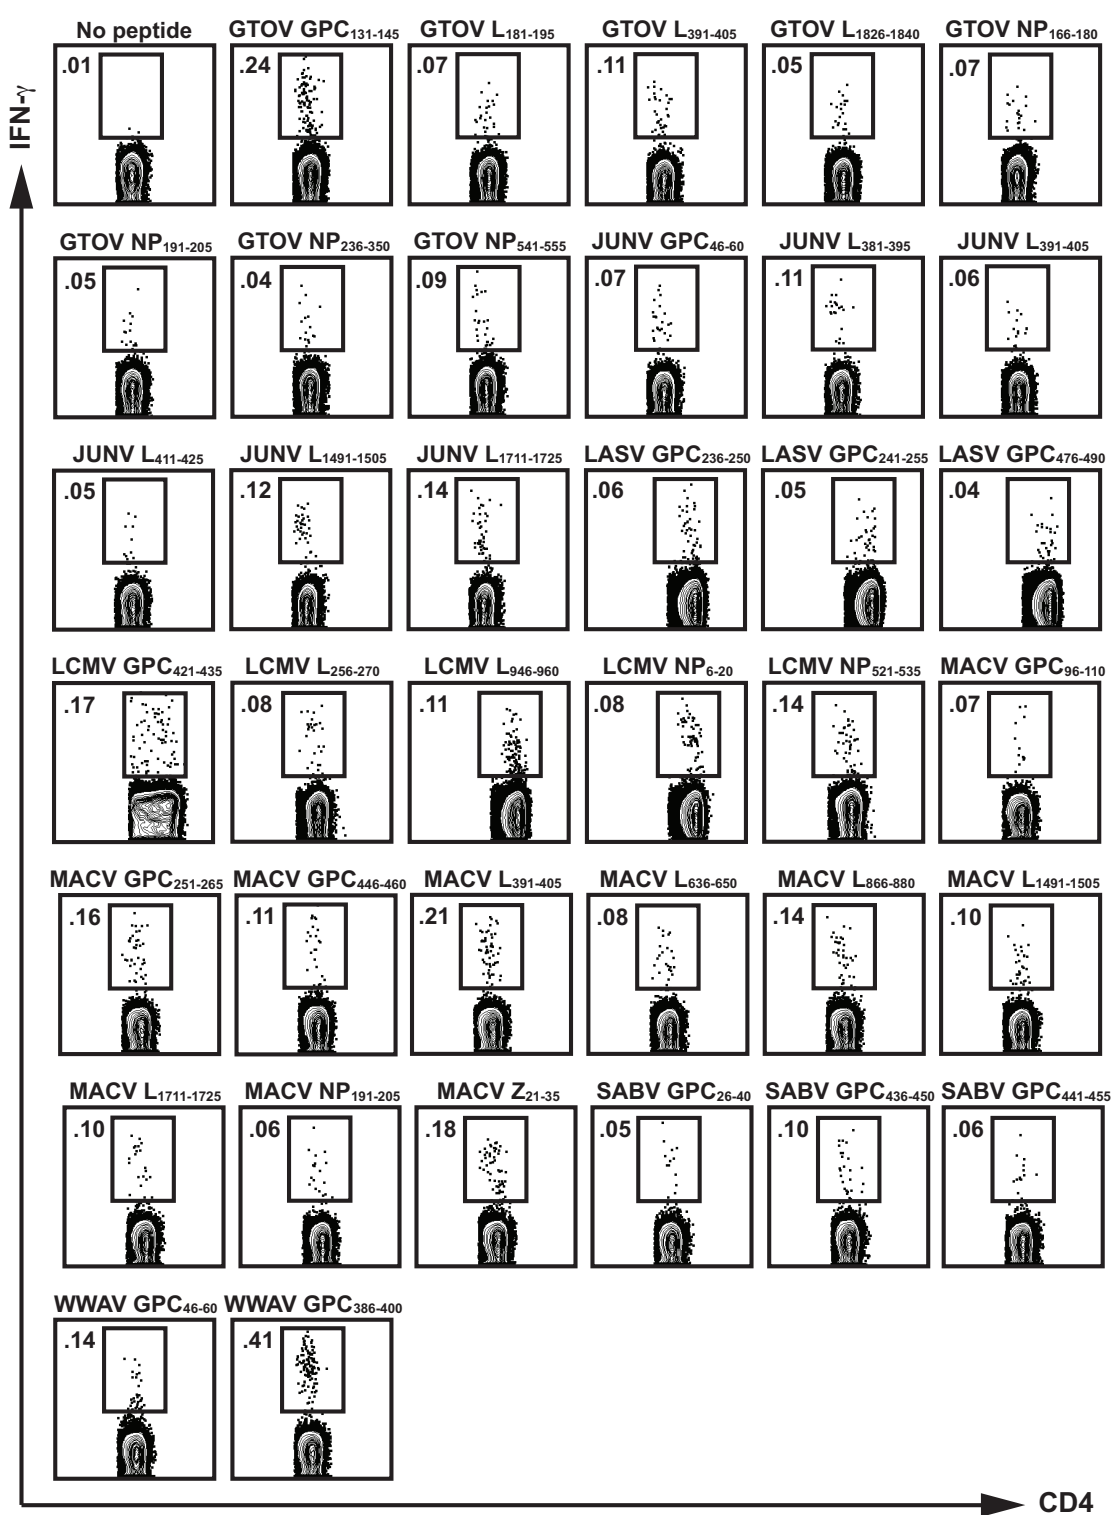 No peptide GTOV GPC131-145 GTOV L181-195 GTOV L391-405 GTOV L1826-1840 GTOV NP166-180
.01 .24 .07 .11 .05 .07
IFN-γ
GTOV NP191-205 GTOV NP236-350 GTOV NP541-555 JUNV GPC46-60 JUNV L381-395 JUNV L391-405
.05 .04 .09 .07 .11 .06
JUNV L411-425 JUNV L1491-1505 JUNV L1711-1725 LASV GPC236-250 LASV GPC241-255 LASV GPC476-490
.05 .12 .14 .06 .05 .04
LCMV GPC421-435 LCMV L256-270 LCMV L946-960 LCMV NP6-20 LCMV NP521-535 MACV GPC96-110
.17 .08 .11 .08 .14 .07
MACV GPC251-265 MACV GPC446-460 MACV L391-405 MACV L636-650 MACV L866-880 MACV L1491-1505
.16 .11 .21 .08 .14 .10
MACV L1711-1725 MACV NP191-205 MACV Z21-35 SABV GPC26-40 SABV GPC436-450 SABV GPC441-455
.10 .06 .18 .05 .10 .06
WWAV GPC46-60 WWAV GPC386-400
.14 .41
CD4